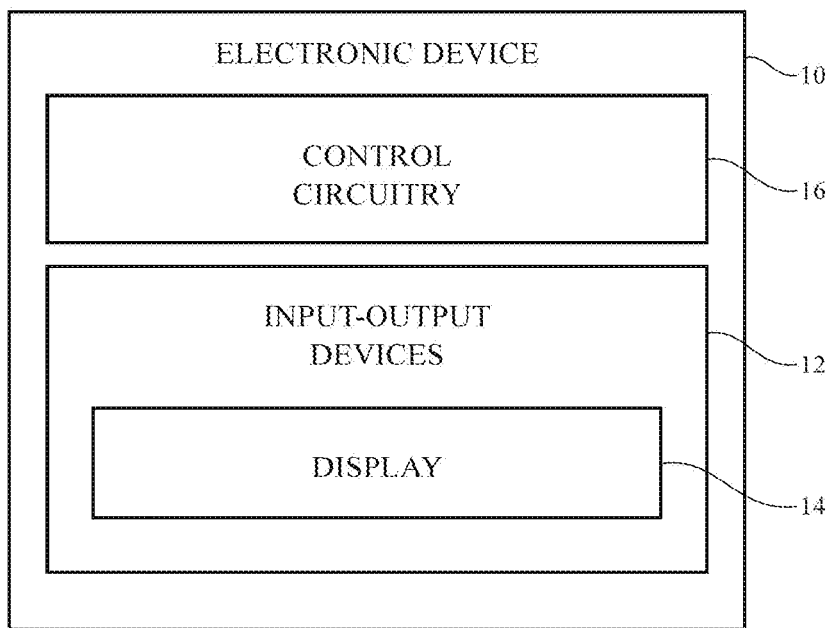 ELECTRONIC DEVICE
10
CONTROL
CIRCUITRY
16
INPUT-OUTPUT
DEVICES
12
DISPLAY
14